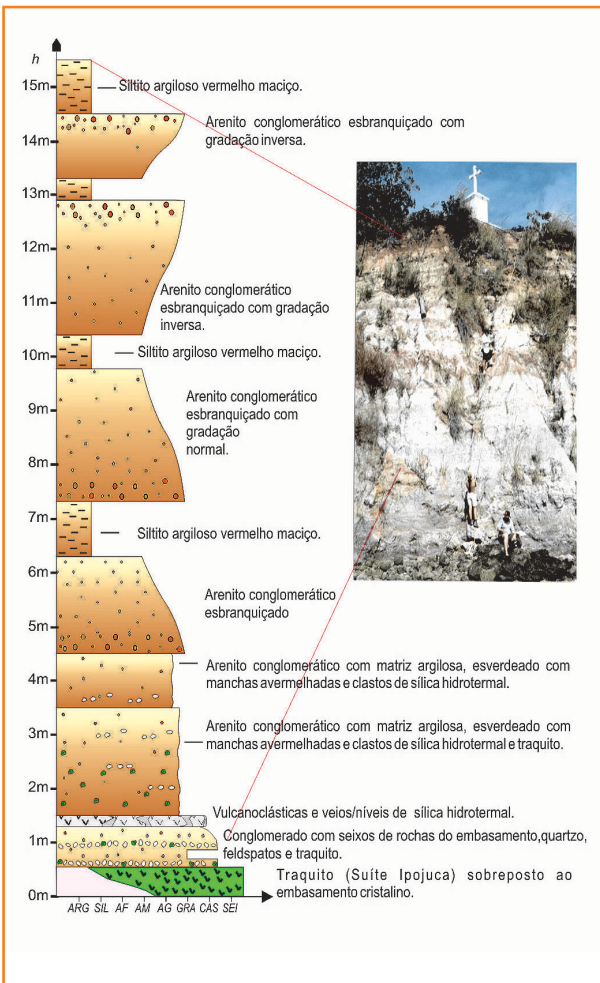 h
15m
Siltito argiloso vermelho maciço.
Arenito conglomerático esbranquiçado com
gradação inversa.
14m
13m
12m
Arenito conglomerático
esbranquiçado com gradação
inversa.
11m
10m
Siltito argiloso vermelho maciço.
Arenito conglomerático
esbranquiçado com
gradação
normal.
9m
8m
7m
Siltito argiloso vermelho maciço.
6m
Arenito conglomerático
esbranquiçado
5m
Arenito conglomerático com matriz argilosa, esverdeado com
manchas avermelhadas e clastos de sílica hidrotermal.
4m
3m
Arenito conglomerático com matriz argilosa, esverdeado com
manchas avermelhadas e clastos de sílica hidrotermal e traquito.
2m
Vulcanoclásticas e veios/níveis de sílica hidrotermal.
1m
Conglomerado com seixos de rochas do embasamento,quartzo,
feldspatos e traquito.
Traquito (Suíte Ipojuca) sobreposto ao
embasamento cristalino.
0m
ARG SIL AF AM AG GRA CAS SEI